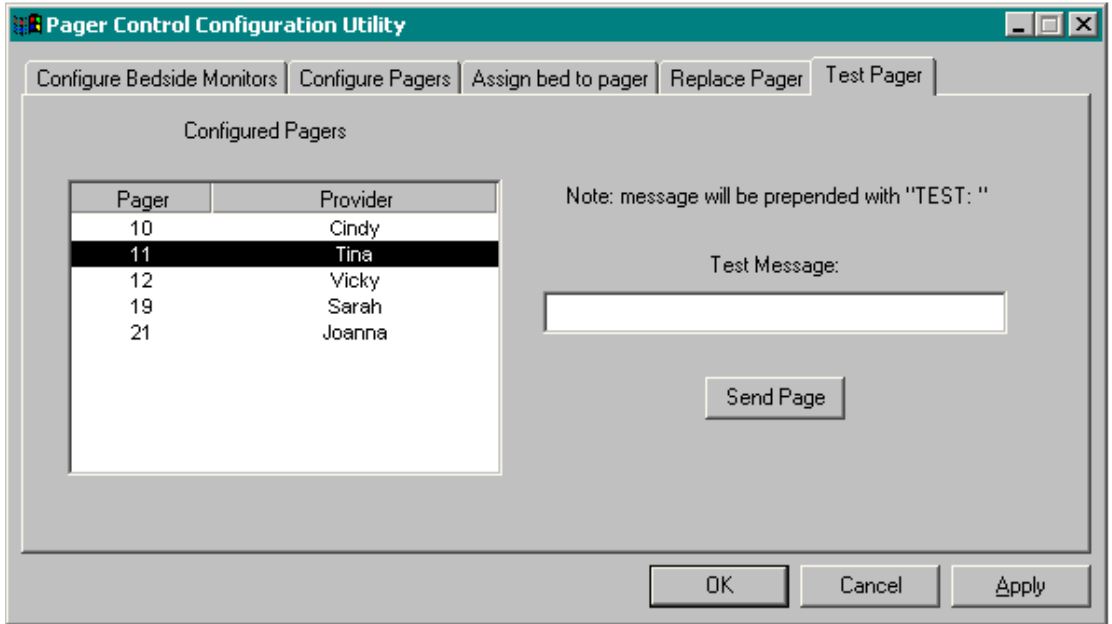 Pager Control Configuration Utility
Configure Bedside Monitors Configure Pagers Assign bed to pager Replace Pager Test Pager
Configured Pagers
Pager Provider
10 Cindy
11 Tina
12 Vicky
19 Sarah
21 Joanna
Note: message will be prepended with "TEST: "
Test Message:
Send Page
OK Cancel Apply